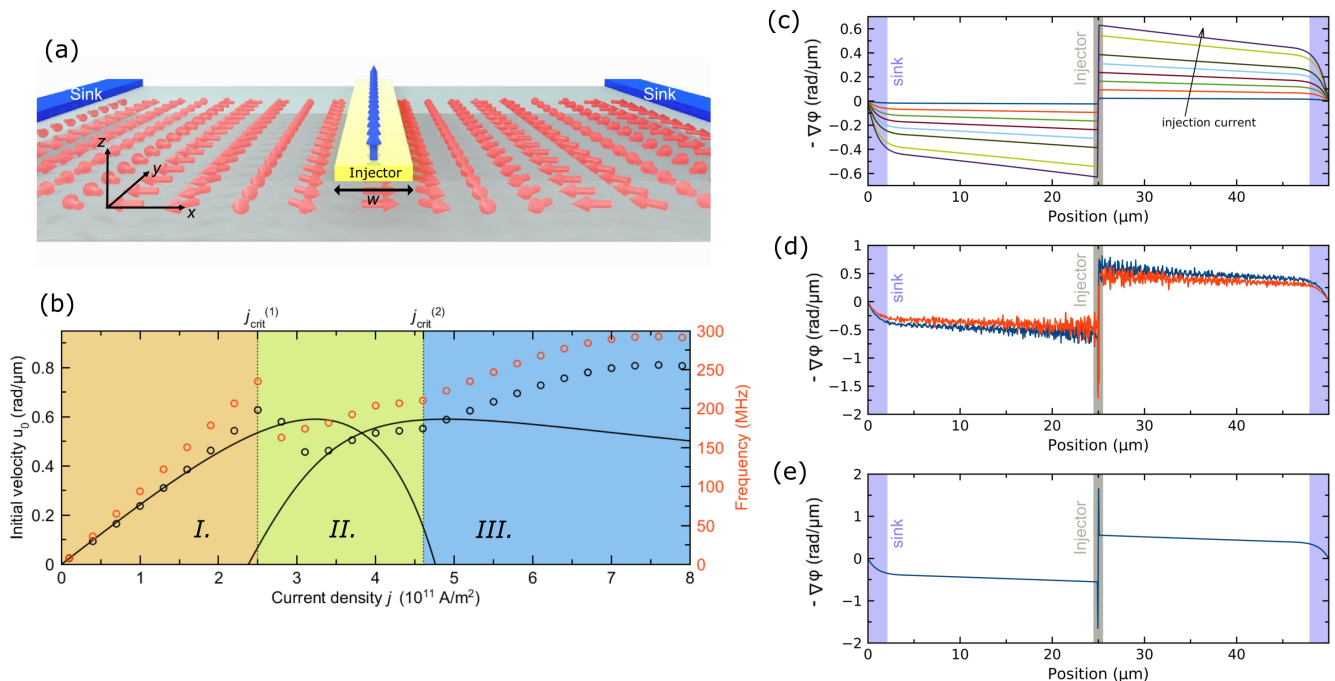 (a)
Sink
Sink
z
y
x
Injector
w
(b)
j_crit^(1)
j_crit^(2)
Initial velocity u₀ (rad/μm)
0.8
0.6
0.4
0.2
0
300
250
200
150
100
50
0
Frequency (MHz)
I.
II.
III.
0 1 2 3 4 5 6 7 8
Current density j (10¹¹ A/m²)
(c)
- ∇φ (rad/μm)
0.6
0.4
0.2
0
-0.2
-0.4
-0.6
sink
Injector
injection current
0 10 20 30 40
Position (μm)
(d)
- ∇φ (rad/μm)
1
0.5
0
-0.5
-1
-1.5
-2
sink
Injector
0 10 20 30 40
Position (μm)
(e)
- ∇φ (rad/μm)
2
1
0
-1
-2
sink
Injector
0 10 20 30 40
Position (μm)